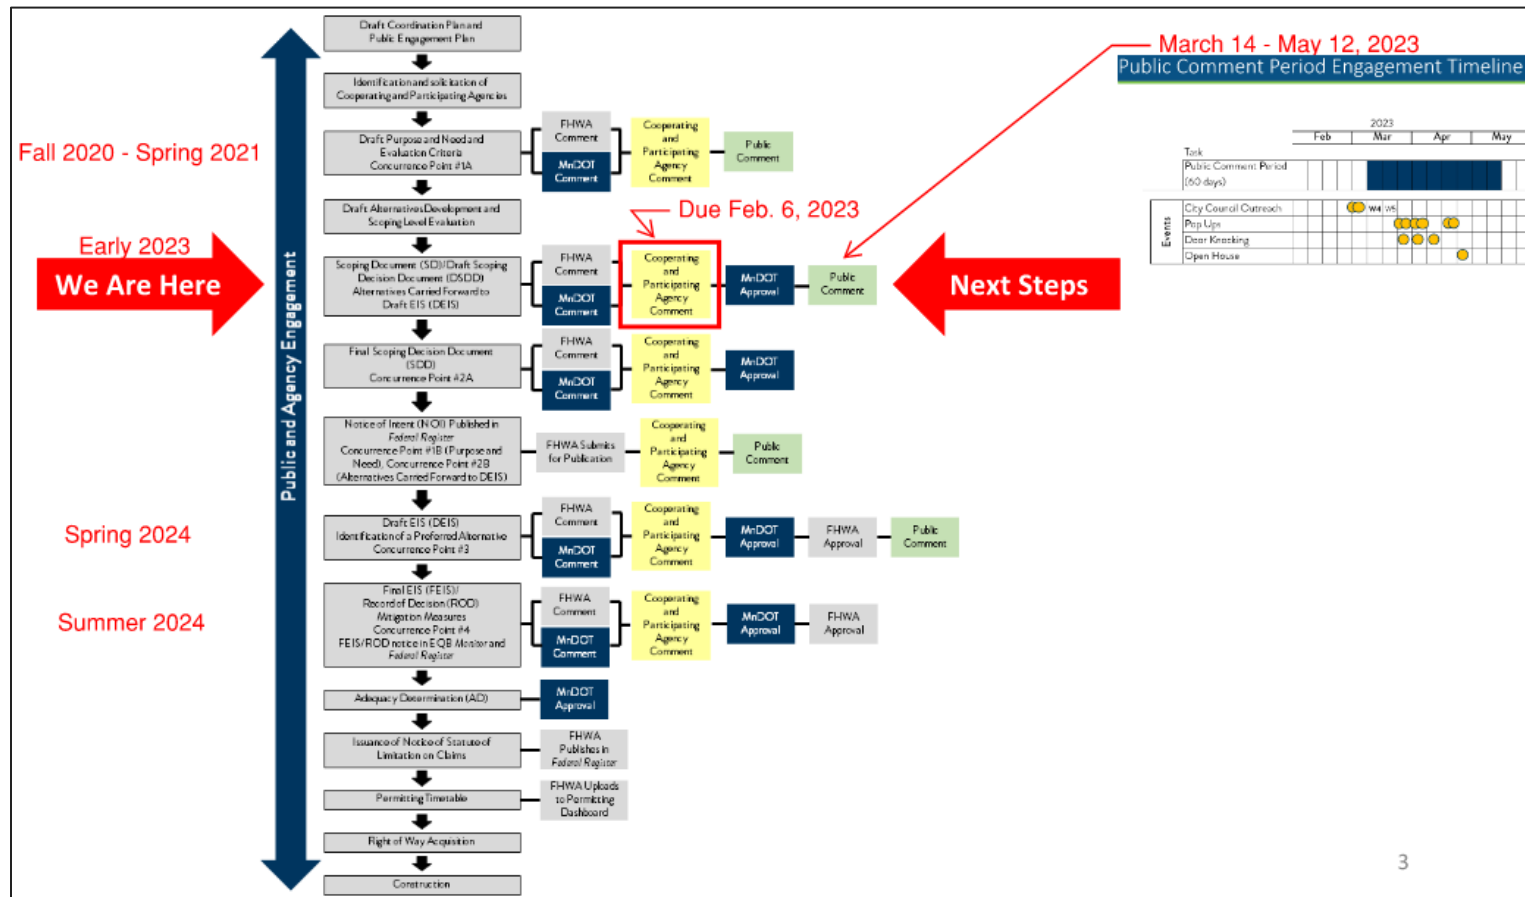 Draft Coordination Plan and
Public Engagement Plan
Identification and solicitation of
Cooperating and Participating Agencies
Fall 2020 - Spring 2021
Draft Purpose and Need and
Evaluation Criteria
Concurrence Point #1A
FHWA
Comment
MnDOT
Comment
Cooperating
and
Participating
Agency
Comment
Public
Comment
Draft Alternatives Development and
Scoping Level Evaluation
Due Feb. 6, 2023
Early 2023
We Are Here
Scoping Document (SD)/Draft Scoping
Decision Document (DSDD)
Alternatives Carried Forward to
Draft EIS (DEIS)
FHWA
Comment
MnDOT
Comment
Cooperating
and
Participating
Agency
Comment
MnDOT
Approval
Public
Comment
Next Steps
Final Scoping Decision Document
(SDD)
Concurrence Point #2A
FHWA
Comment
MnDOT
Comment
Cooperating
and
Participating
Agency
Comment
MnDOT
Approval
Notice of Intent (NOI) Published in
Federal Register
Concurrence Point #1B (Purpose and
Need), Concurrence Point #2B
(Alternatives Carried Forward to DEIS)
FHWA Submits
for Publication
Cooperating
and
Participating
Agency
Comment
Public
Comment
Spring 2024
Draft EIS (DEIS)
Identification of a Preferred Alternative
Concurrence Point #3
FHWA
Comment
MnDOT
Comment
Cooperating
and
Participating
Agency
Comment
MnDOT
Approval
FHWA
Approval
Public
Comment
Summer 2024
Final EIS (FEIS)/
Record of Decision (ROD)
Mitigation Measures
Concurrence Point #4
FEIS/ROD notice in EQB Monitor and
Federal Register
FHWA
Comment
MnDOT
Comment
Cooperating
and
Participating
Agency
Comment
MnDOT
Approval
FHWA
Approval
Adequacy Determination (AD)
MnDOT
Approval
Issuance of Notice of Statute of
Limitation on Claims
FHWA
Publishes in
Federal Register
Permitting Timetable
FHWA Uploads
to Permitting
Dashboard
Right of Way Acquisition
Construction
Public and Agency Engagement
March 14 - May 12, 2023
Public Comment Period Engagement Timeline
2023
Feb Mar Apr May
Task
Public Comment Period
(60 days)
Events
City Council Outreach W4 W5
Pop Ups
Door Knocking
Open House
3